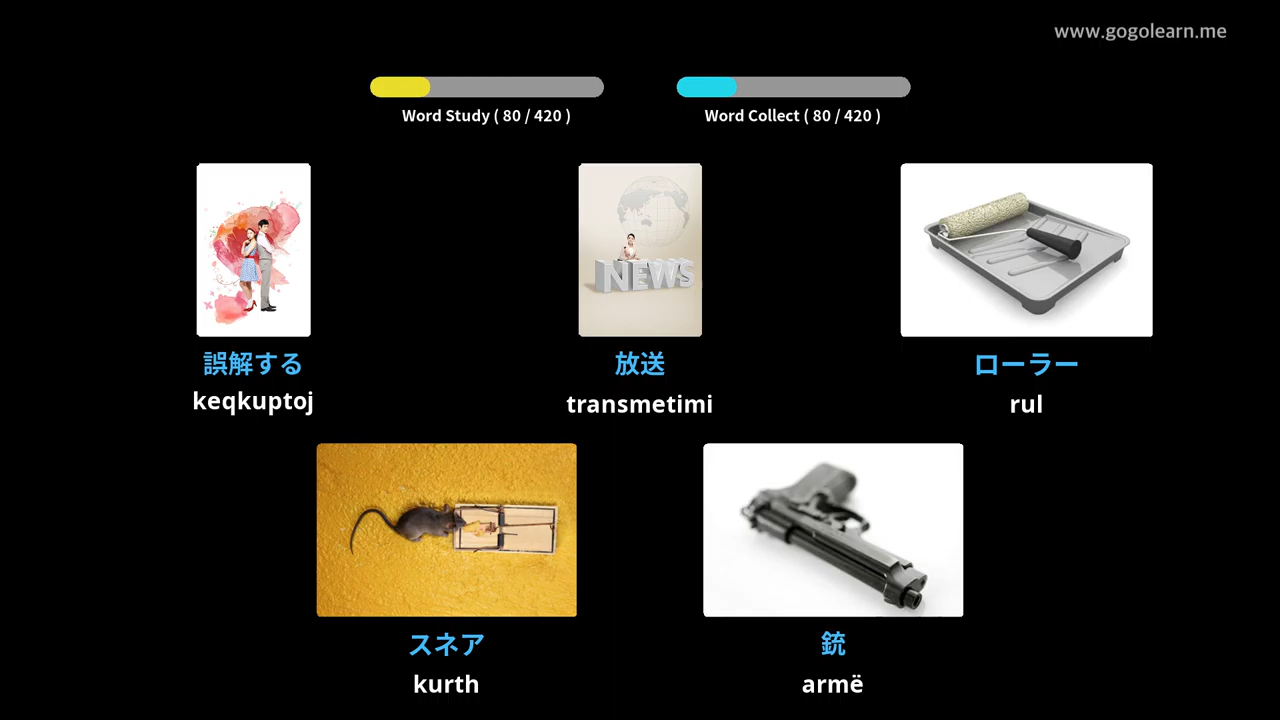 www.gogolearn.me
Word Study ( 80 / 420 )
Word Collect ( 80 / 420 )
NEWS
誤解する
放送
ローラー
keqkuptoj
transmetimi
rul
スネア
銃
kurth
armë